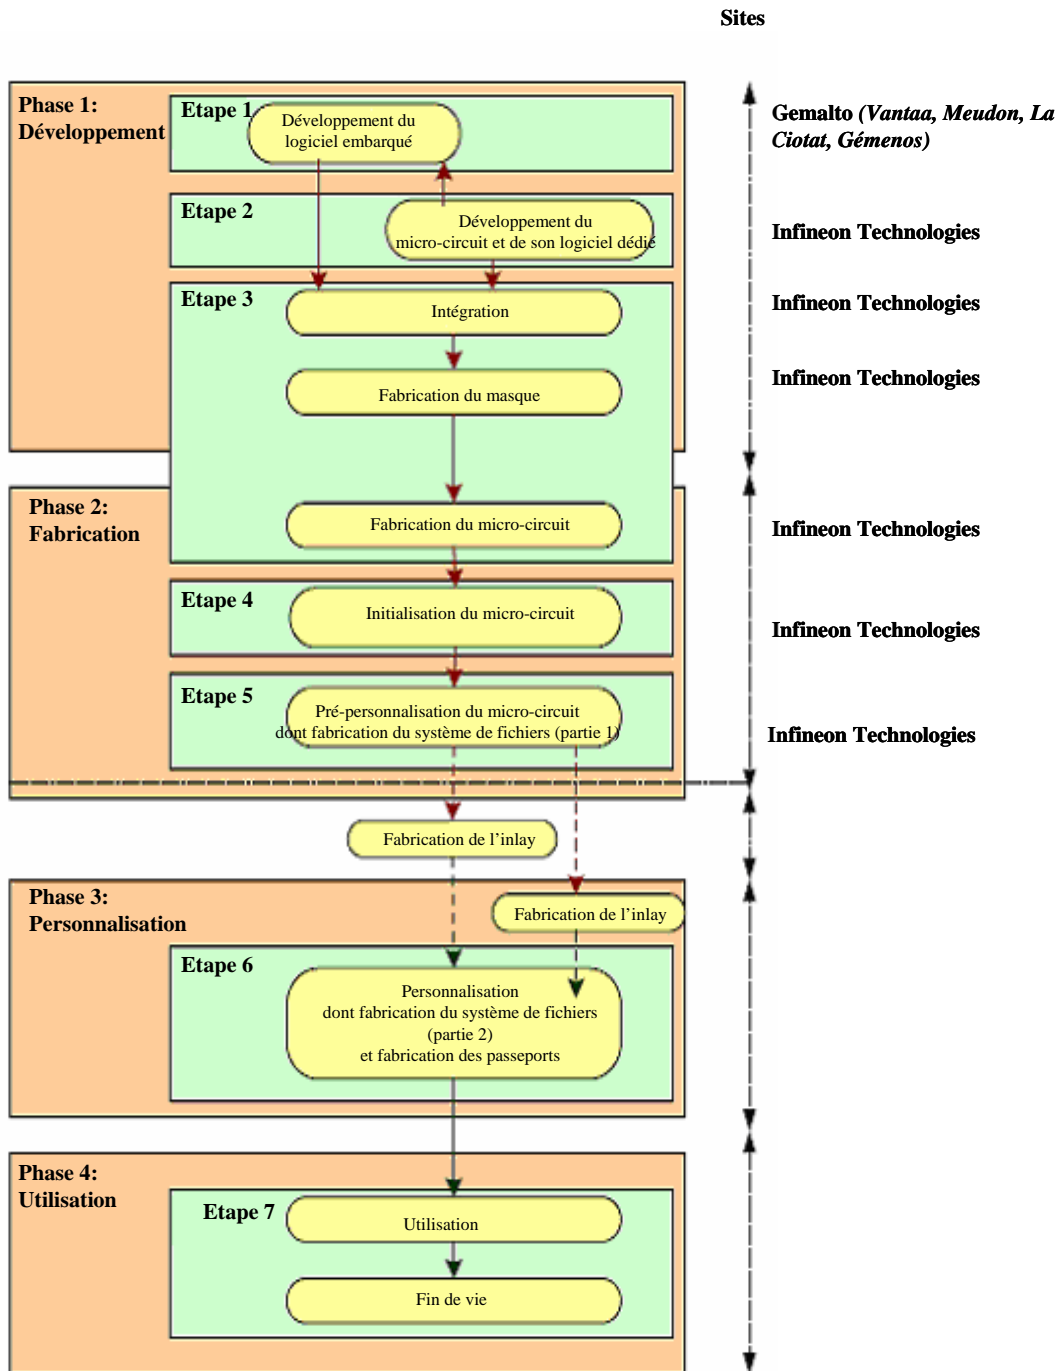 Sites
Phase 1:
Développement
Etape 1
Développement du
logiciel embarqué
Gemalto (Vantaa, Meudon, La
Ciotat, Gémenos)
Etape 2
Développement du
micro-circuit et de son logiciel dédié
Infineon Technologies
Etape 3
Intégration
Infineon Technologies
Fabrication du masque
Infineon Technologies
Phase 2:
Fabrication
Fabrication du micro-circuit
Infineon Technologies
Etape 4
Initialisation du micro-circuit
Infineon Technologies
Etape 5
Pré-personnalisation du micro-circuit
dont fabrication du système de fichiers (partie 1)
Infineon Technologies
Fabrication de l'inlay
Phase 3:
Personnalisation
Fabrication de l'inlay
Etape 6
Personnalisation
dont fabrication du système de fichiers
(partie 2)
et fabrication des passeports
Phase 4:
Utilisation
Etape 7
Utilisation
Fin de vie